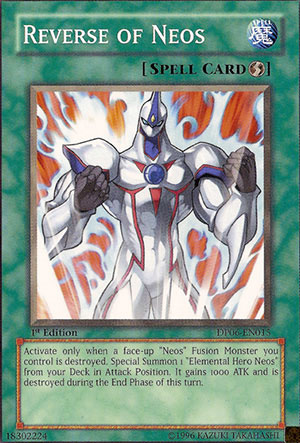 REVERSE OF NEOS
魔
[SPELL CARD]
1st Edition
DP06-EN015
Activate only when a face-up "Neos" Fusion Monster you
control is destroyed. Special Summon 1 "Elemental Hero Neos"
from your Deck in Attack Position. It gains 1000 ATK and is
destroyed during the End Phase of this turn.
18302224
©1996 KAZUKI TAKAHASHI